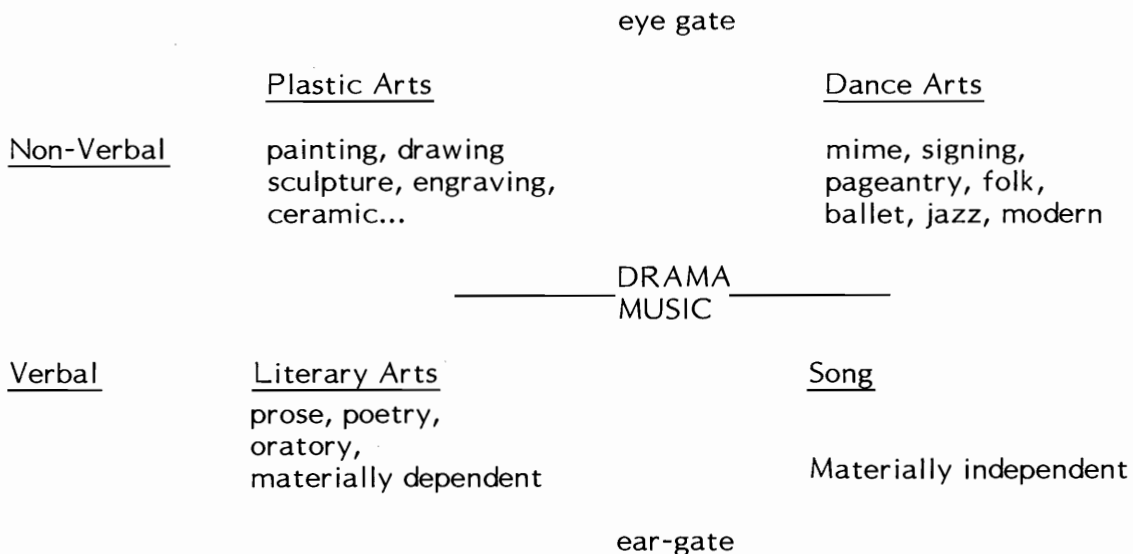 eye gate
Plastic Arts
Dance Arts
Non-Verbal
painting, drawing
sculpture, engraving,
ceramic...
mime, signing,
pageantry, folk,
ballet, jazz, modern
DRAMA
MUSIC
Verbal
Literary Arts
Song
prose, poetry,
oratory,
materially dependent
Materially independent
ear-gate